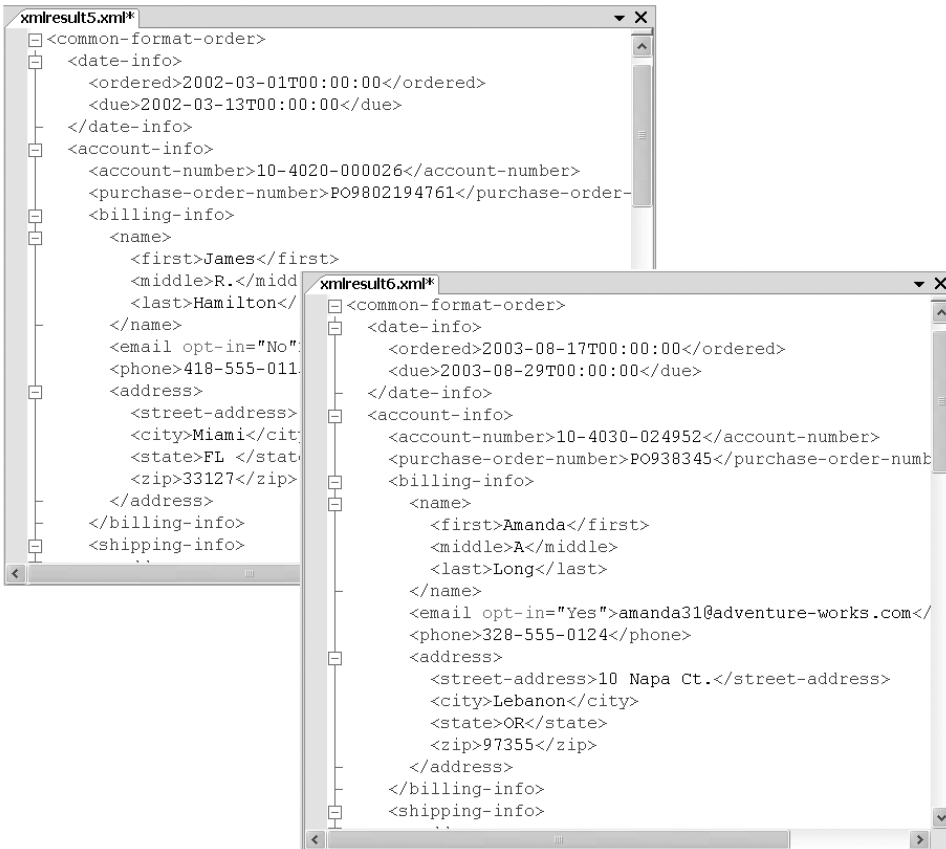 xmlresult5.xml*
<common-format-order>
<date-info>
<ordered>2002-03-01T00:00:00</ordered>
<due>2002-03-13T00:00:00</due>
</date-info>
<account-info>
<account-number>10-4020-000026</account-number>
<purchase-order-number>PO9802194761</purchase-order-
<billing-info>
<name>
<first>James</first>
<middle>R.</midd
<last>Hamilton</
</name>
<email opt-in="No"
<phone>418-555-011
<address>
<street-address>
<city>Miami</cit
<state>FL </stat
<zip>33127</zip>
</address>
</billing-info>
<shipping-info>
xmlresult6.xml*
<common-format-order>
<date-info>
<ordered>2003-08-17T00:00:00</ordered>
<due>2003-08-29T00:00:00</due>
</date-info>
<account-info>
<account-number>10-4030-024952</account-number>
<purchase-order-number>PO938345</purchase-order-numb
<billing-info>
<name>
<first>Amanda</first>
<middle>A</middle>
<last>Long</last>
</name>
<email opt-in="Yes">amanda31@adventure-works.com</
<phone>328-555-0124</phone>
<address>
<street-address>10 Napa Ct.</street-address>
<city>Lebanon</city>
<state>OR</state>
<zip>97355</zip>
</address>
</billing-info>
<shipping-info>